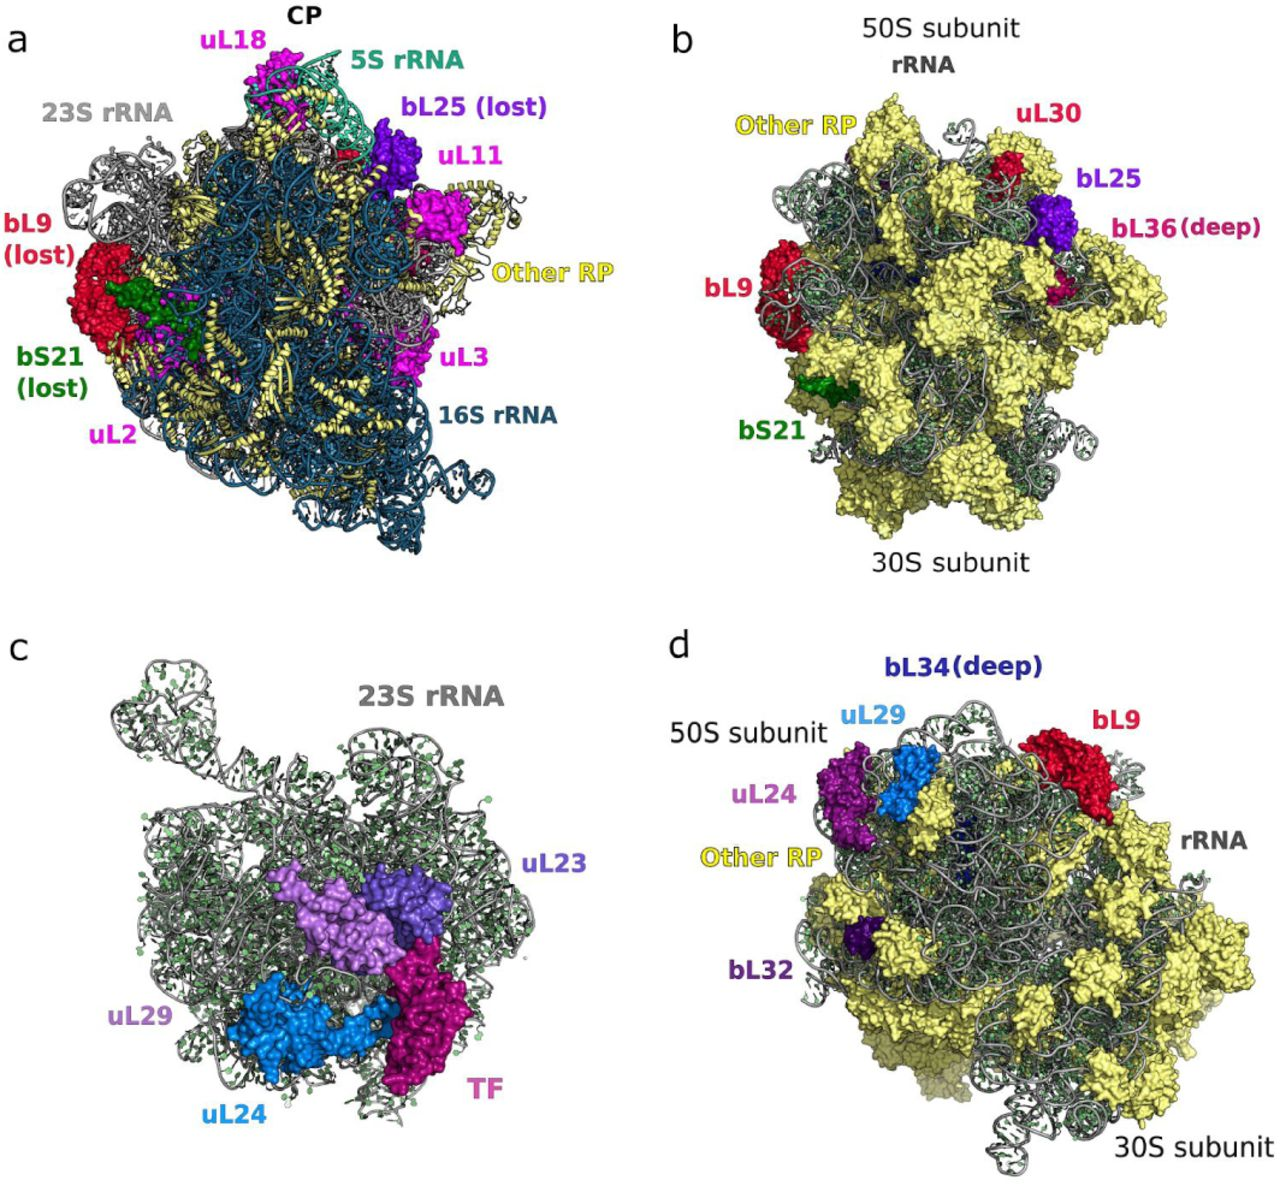 a
CP
uL18
5S rRNA
23S rRNA
bL25 (lost)
uL11
bL9
(lost)
Other RP
bS21
(lost)
uL3
uL2
16S rRNA
b
50S subunit
rRNA
Other RP
uL30
bL25
bL36 (deep)
bL9
bS21
30S subunit
c
23S rRNA
uL23
uL29
TF
uL24
d
bL34 (deep)
50S subunit
uL29
bL9
uL24
rRNA
Other RP
bL32
30S subunit